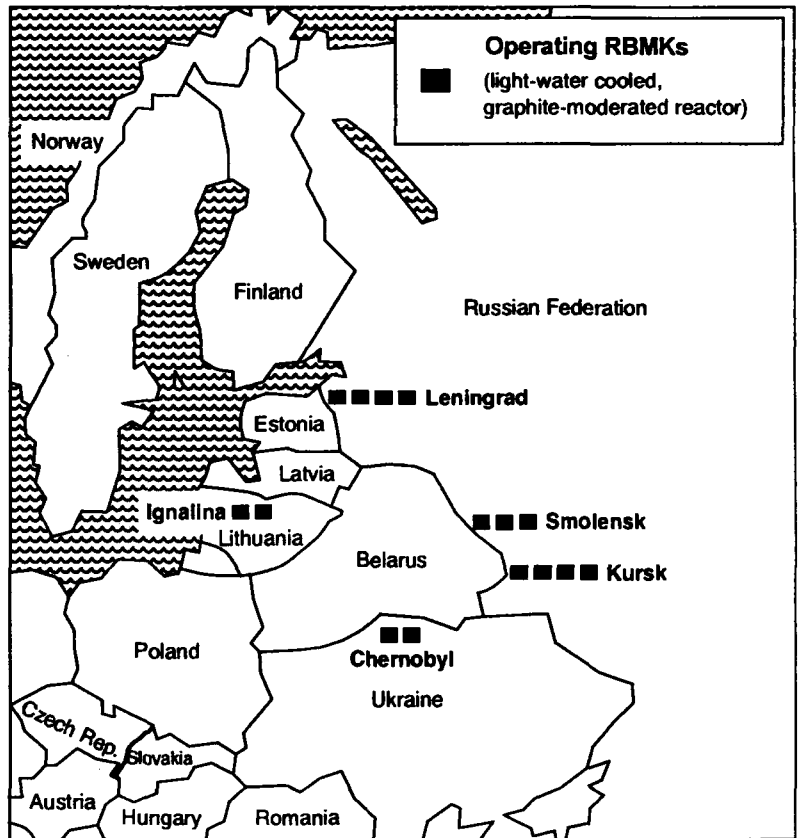 Operating RBMKs
(light-water cooled,
graphite-moderated reactor)
Norway
Sweden
Finland
Russian Federation
Leningrad
Estonia
Latvia
Ignalina
Lithuania
Smolensk
Belarus
Kursk
Poland
Chernobyl
Ukraine
Czech Rep.
Slovakia
Austria
Hungary
Romania